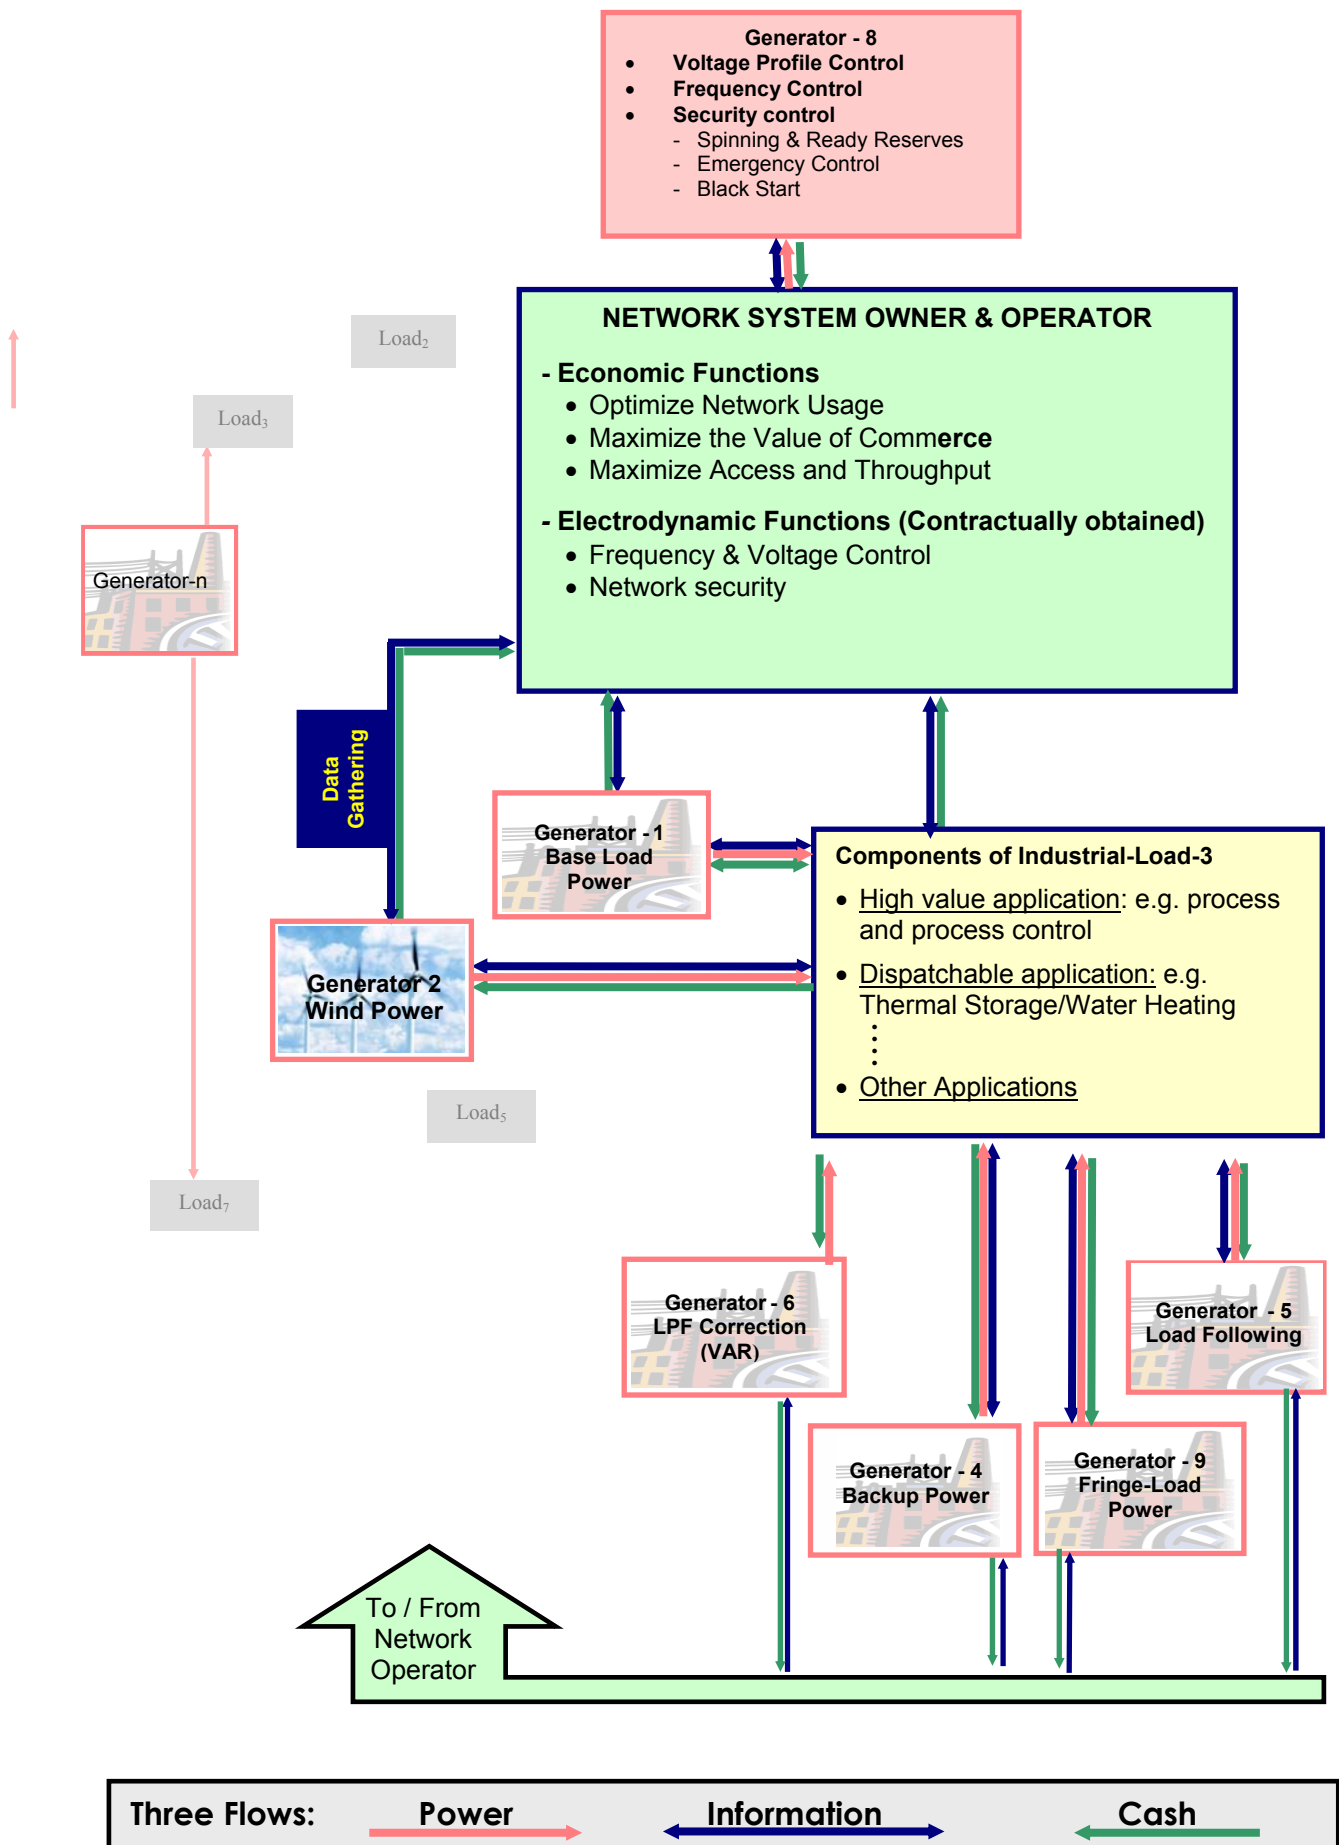 Generator - 8
• Voltage Profile Control
• Frequency Control
• Security control
- Spinning & Ready Reserves
- Emergency Control
- Black Start
NETWORK SYSTEM OWNER & OPERATOR
- Economic Functions
• Optimize Network Usage
• Maximize the Value of Commerce
• Maximize Access and Throughput
- Electrodynamic Functions (Contractually obtained)
• Frequency & Voltage Control
• Network security
Load₂
Load₃
Generator-n
Data
Gathering
Generator - 1
Base Load
Power
Components of Industrial-Load-3
• High value application: e.g. process
and process control
• Dispatchable application: e.g.
Thermal Storage/Water Heating
• Other Applications
Generator 2
Wind Power
Load₅
Load₇
Generator - 6
LPF Correction
(VAR)
Generator - 5
Load Following
Generator - 4
Backup Power
Generator - 9
Fringe-Load
Power
To / From
Network
Operator
Three Flows: Power Information Cash